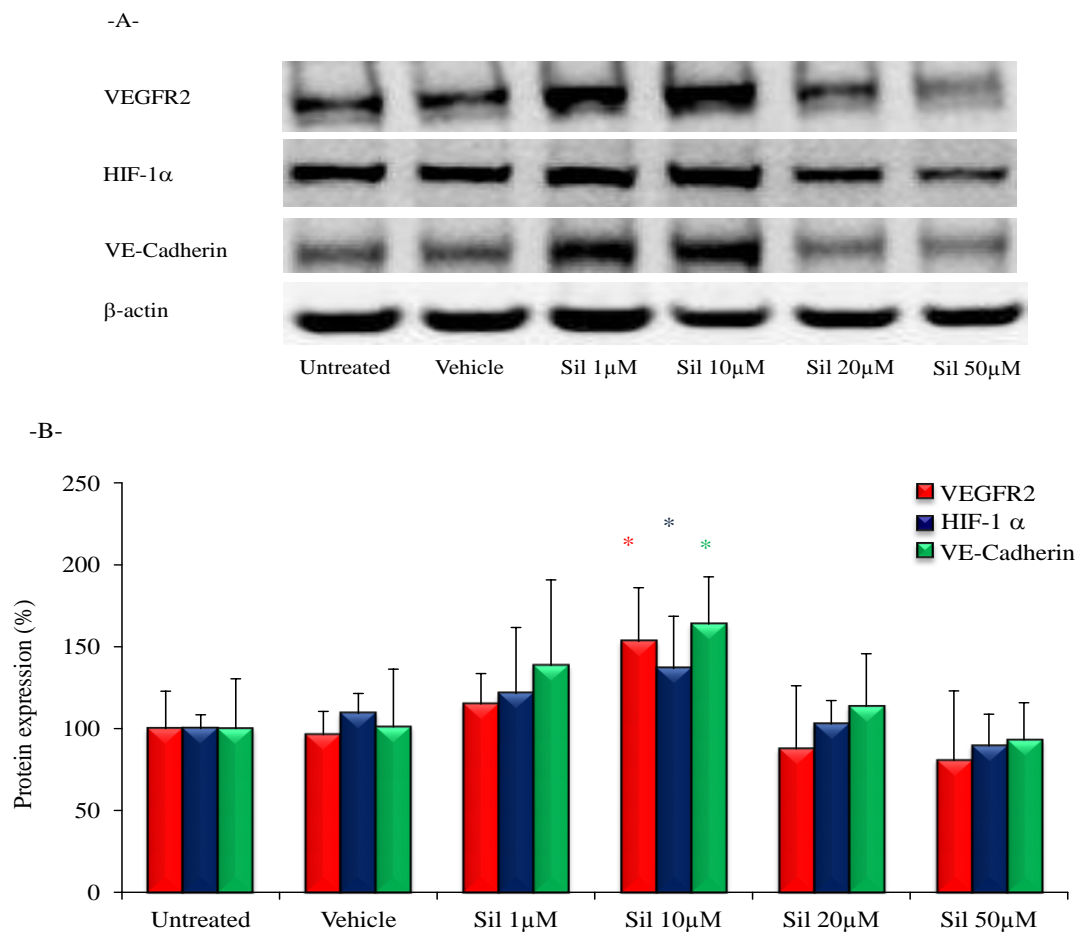 -A-
VEGFR2
HIF-1α
VE-Cadherin
β-actin
Untreated Vehicle Sil 1µM Sil 10µM Sil 20µM Sil 50µM
-B-
Protein expression (%)
250
200
150
100
50
0
* * *
VEGFR2
HIF-1 α
VE-Cadherin
Untreated Vehicle Sil 1µM Sil 10µM Sil 20µM Sil 50µM